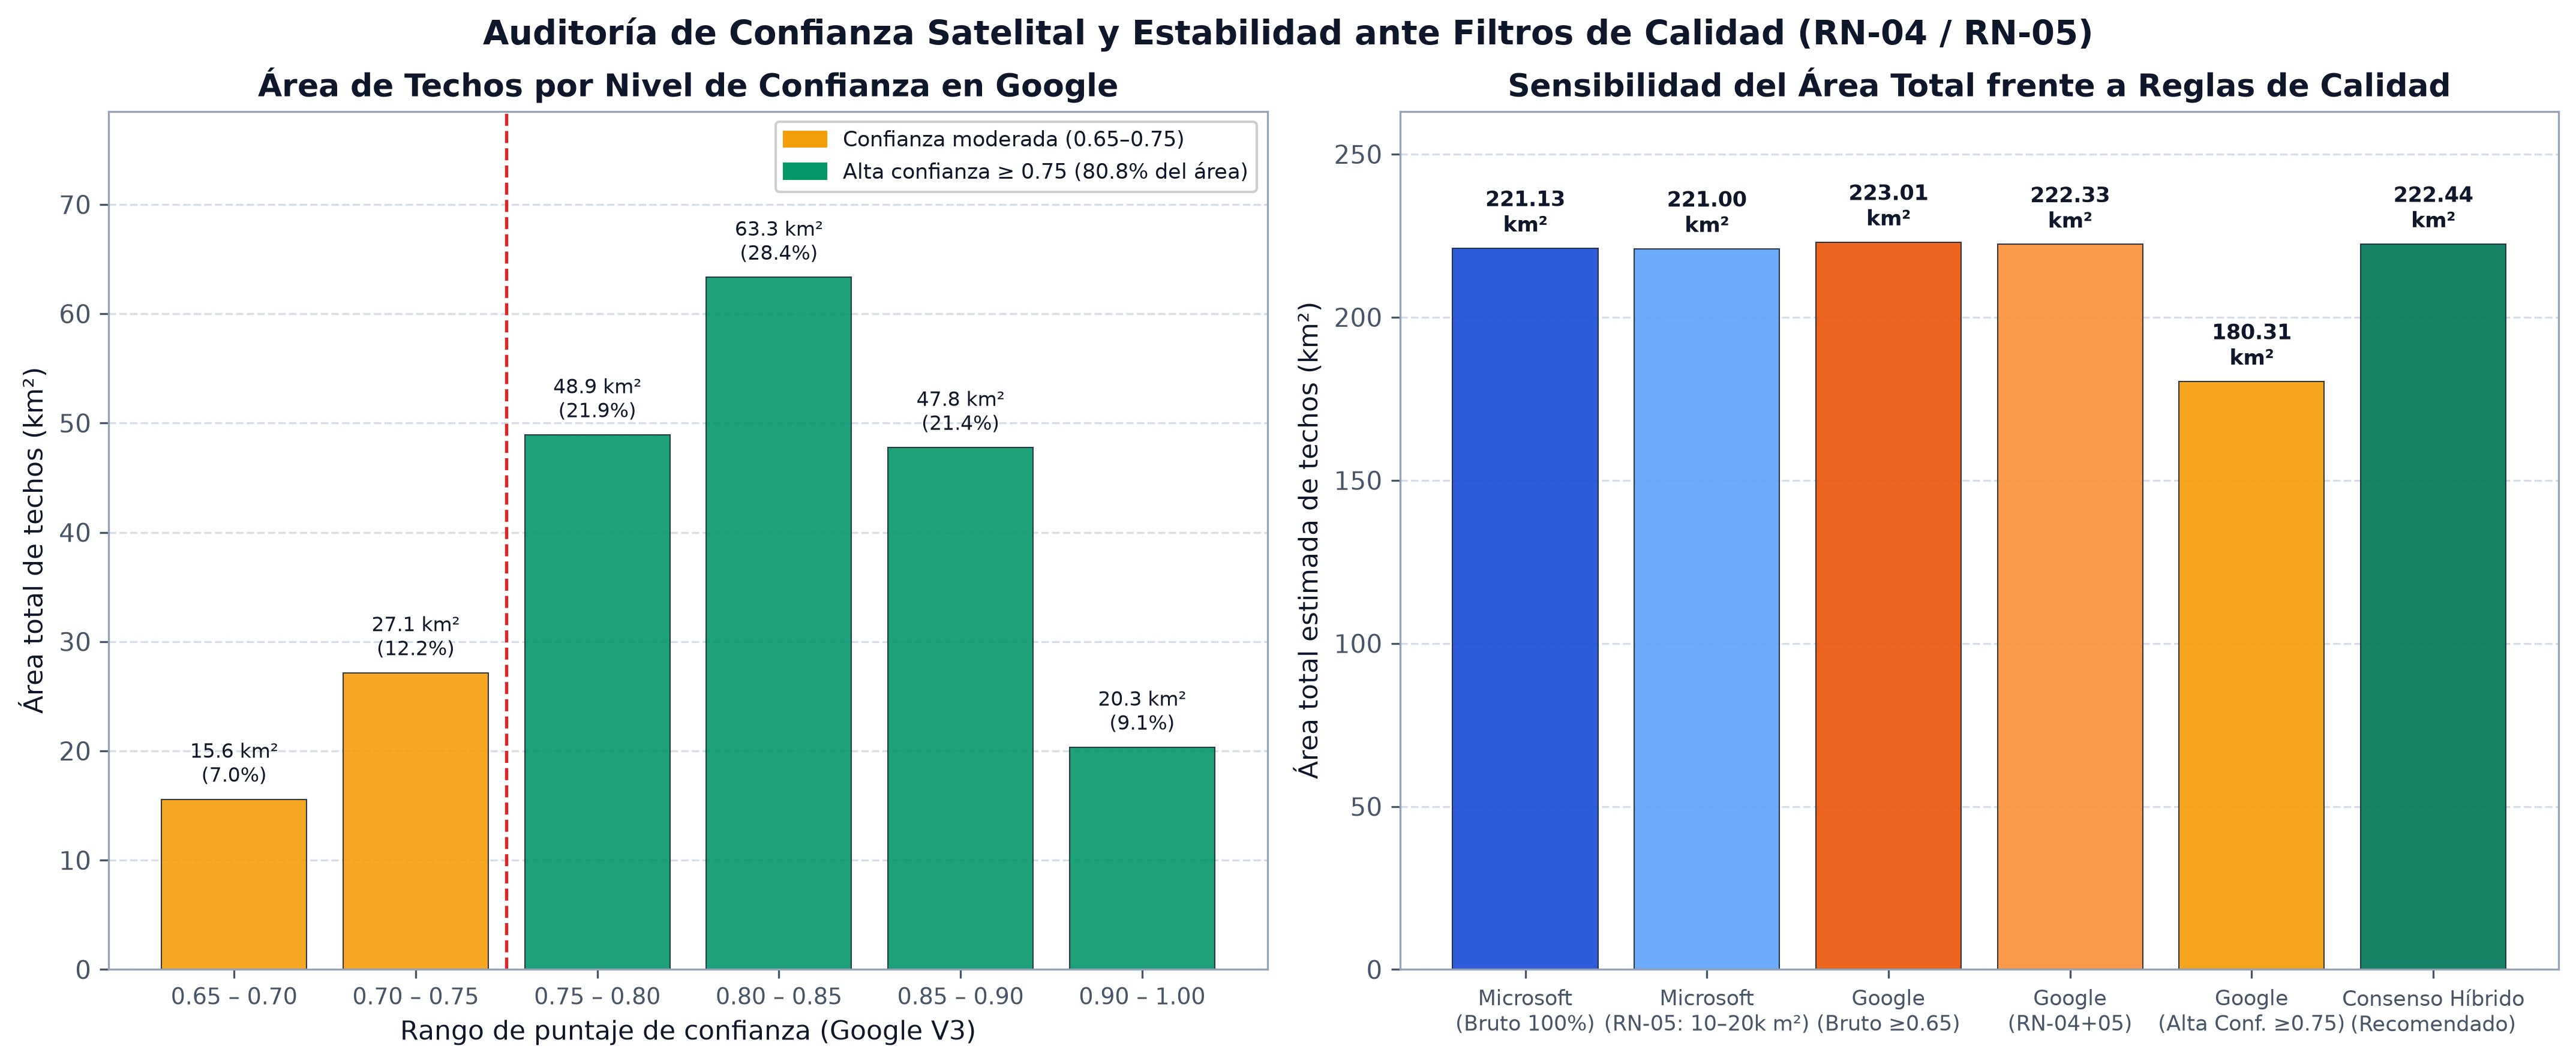 Auditoría de Confianza Satelital y Estabilidad ante Filtros de Calidad (RN-04 / RN-05)
Área de Techos por Nivel de Confianza en Google
Área total de techos (km²)
70
60
50
40
30
20
10
0
Confianza moderada (0.65–0.75)
Alta confianza ≥ 0.75 (80.8% del área)
15.6 km²
(7.0%)
27.1 km²
(12.2%)
48.9 km²
(21.9%)
63.3 km²
(28.4%)
47.8 km²
(21.4%)
20.3 km²
(9.1%)
0.65 – 0.70
0.70 – 0.75
0.75 – 0.80
0.80 – 0.85
0.85 – 0.90
0.90 – 1.00
Rango de puntaje de confianza (Google V3)
Sensibilidad del Área Total frente a Reglas de Calidad
Área total estimada de techos (km²)
250
200
150
100
50
0
221.13
km²
221.00
km²
223.01
km²
222.33
km²
180.31
km²
222.44
km²
Microsoft
(Bruto 100%)
Microsoft
(RN-05: 10–20k m²)
Google
(Bruto ≥0.65)
Google
(RN-04+05)
Google
(Alta Conf. ≥0.75)
Consenso Híbrido
(Recomendado)